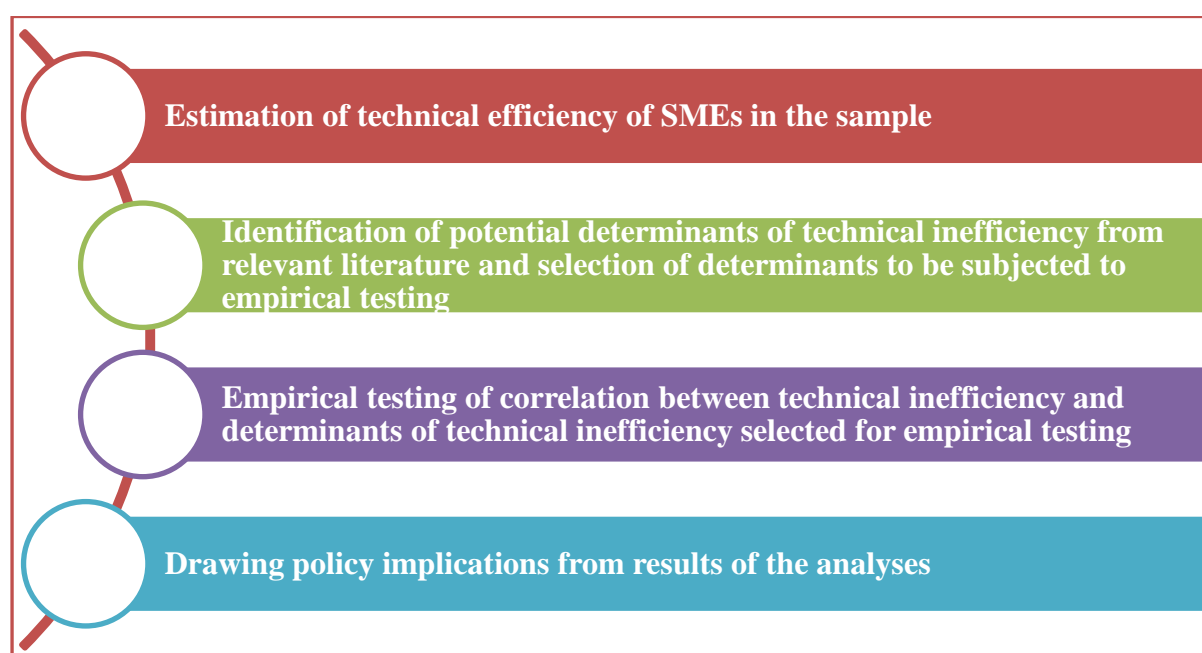 Estimation of technical efficiency of SMEs in the sample
Identification of potential determinants of technical inefficiency from
relevant literature and selection of determinants to be subjected to
empirical testing
Empirical testing of correlation between technical inefficiency and
determinants of technical inefficiency selected for empirical testing
Drawing policy implications from results of the analyses